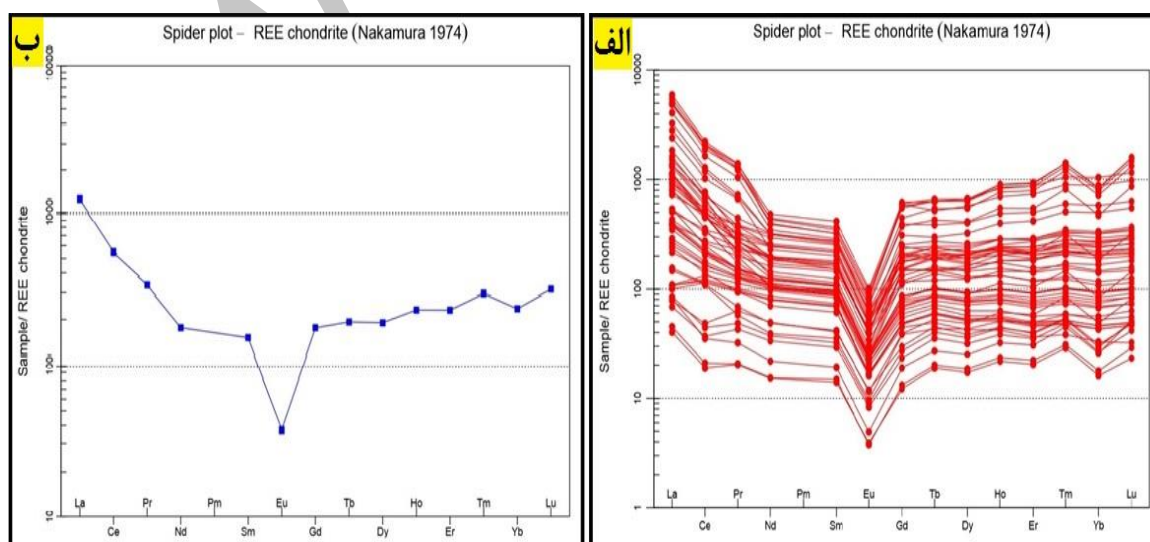 ب
Spider plot – REE chondrite (Nakamura 1974)
Sample/ REE chondrite
10000
1000
100
10
La Pr Pm Eu Tb Ho Tm Lu
Ce Nd Sm Gd Dy Er Yb
الف
Spider plot – REE chondrite (Nakamura 1974)
Sample/ REE chondrite
10000
1000
100
10
1
La Pr Pm Eu Tb Ho Tm Lu
Ce Nd Sm Gd Dy Er Yb